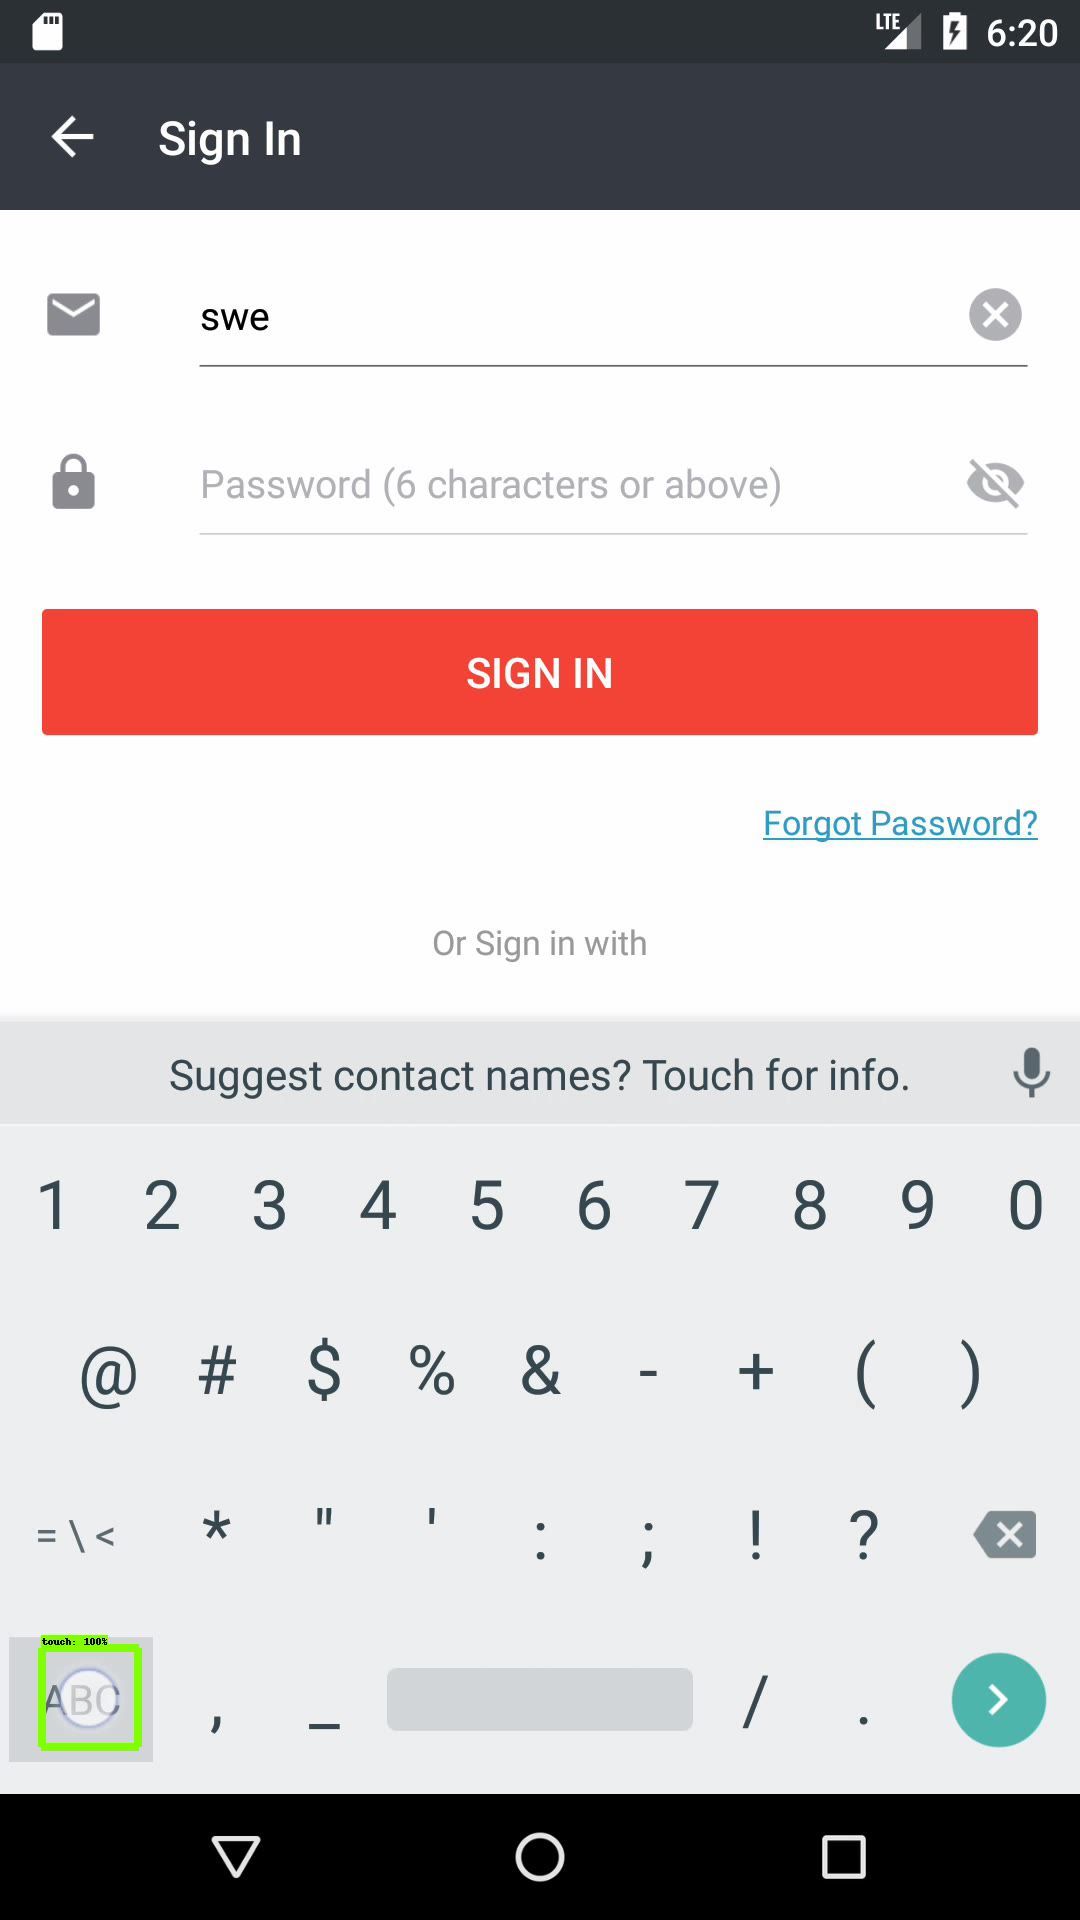 LTE 6:20
Sign In
swe
Password (6 characters or above)
SIGN IN
Forgot Password?
Or Sign in with
Suggest contact names? Touch for info.
1 2 3 4 5 6 7 8 9 0
@ # $ % & - + ( )
= \ < * " ' : ; ! ?
touch: 100%
ABC , _ / .